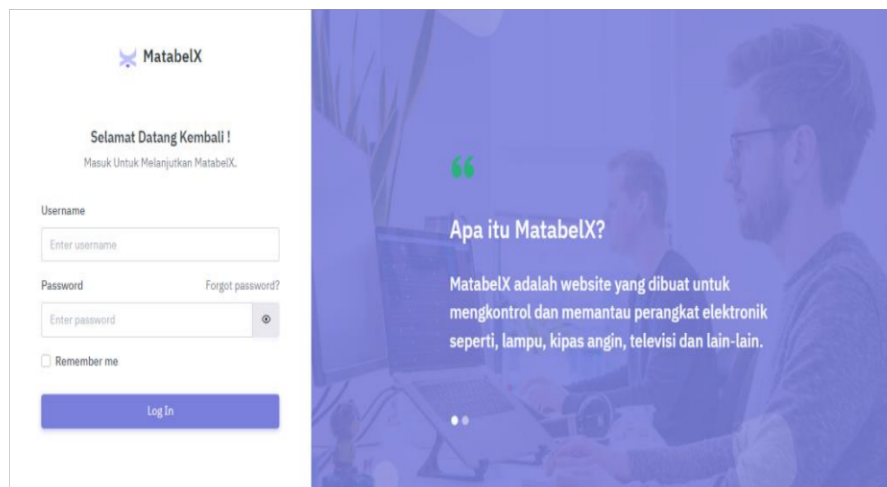 MatabelX
Selamat Datang Kembali !
Masuk Untuk Melanjutkan MatabelX.
Username
Enter username
Password
Forgot password?
Enter password
Remember me
Log In
Apa itu MatabelX?
MatabelX adalah website yang dibuat untuk
mengkontrol dan memantau perangkat elektronik
seperti, lampu, kipas angin, televisi dan lain-lain.